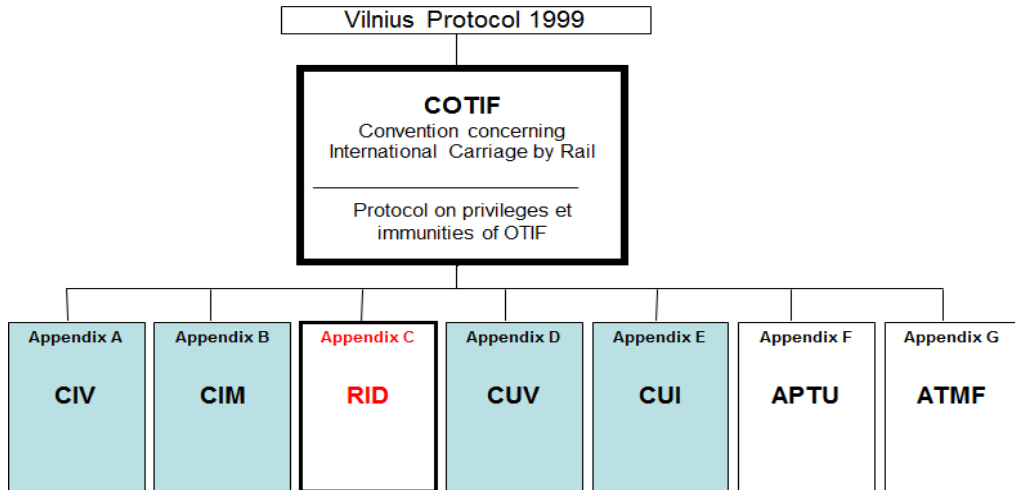 Vilnius Protocol 1999
COTIF
Convention concerning
International Carriage by Rail
Protocol on privileges et
immunities of OTIF
Appendix A
CIV
Appendix B
CIM
Appendix C
RID
Appendix D
CUV
Appendix E
CUI
Appendix F
APTU
Appendix G
ATMF